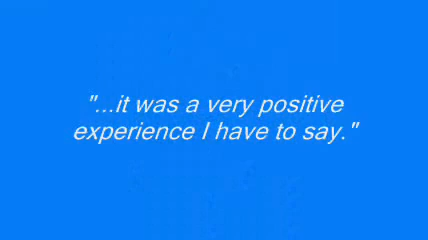 "...it was a very positive
experience I have to say."